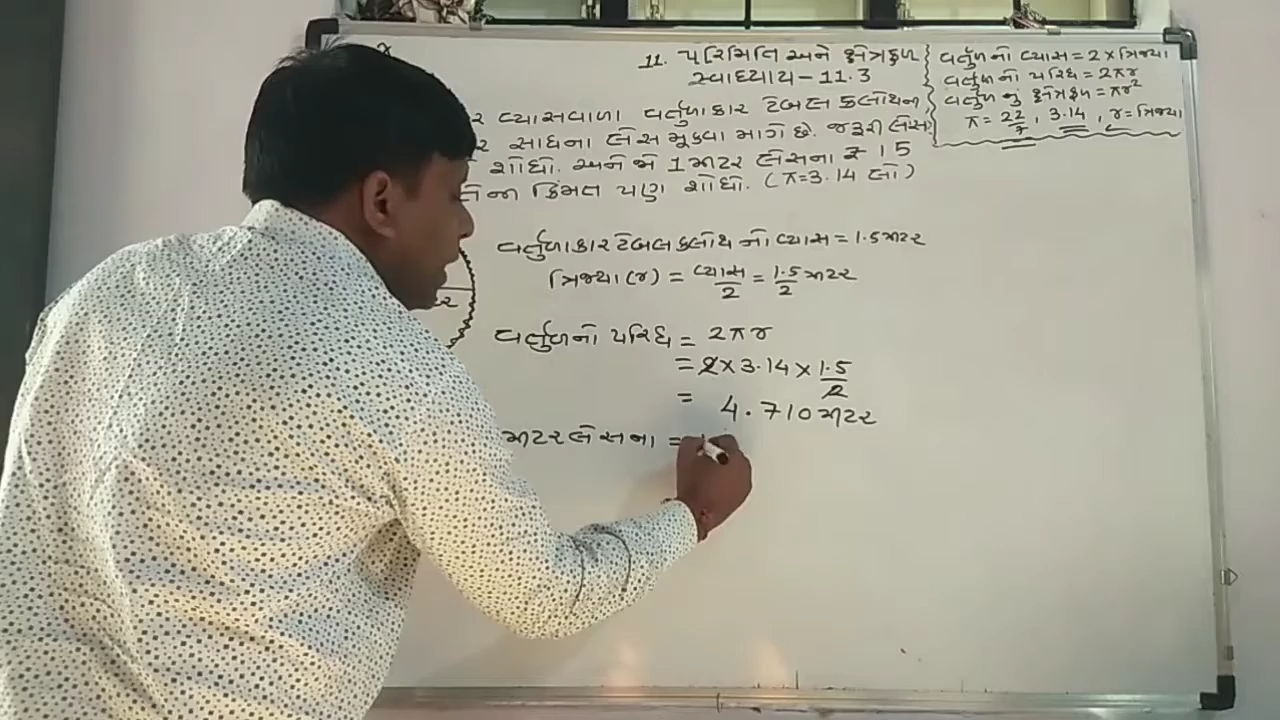 11. પરિમિતિ અને ક્ષેત્રફળ
સ્વાધ્યાય - 11.3
વર્તુળનો વ્યાસ = 2 × ત્રિજ્યા
વર્તુળનો પરિઘ = 2πr
વર્તુળનું ક્ષેત્રફળ = πr²
π = 22/7 , 3.14 , r = ત્રિજ્યા
ર વ્યાસવાળા વર્તુળાકાર ટેબલ ક્લોથન
ર સાધના લેસ મૂકવા માગે છે. જરૂરી લેસ
શોધો. અને જો 1 મીટર લેસના ₹ 15
કિંમત પણ શોધો. (π = 3.14 લો)
વર્તુળાકાર ટેબલ ક્લોથ નો વ્યાસ = 1.5 મીટર
ત્રિજ્યા (r) = વ્યાસ/2 = 1.5/2 મીટર
વર્તુળનો પરિઘ = 2πr
= 2 × 3.14 × 1.5/2
= 4.710 મીટર
મીટર લેસના =